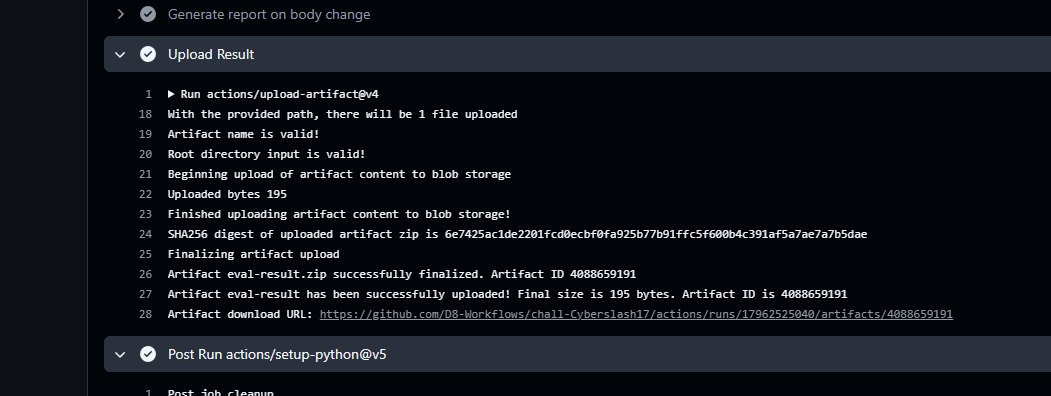 Generate report on body change
Upload Result
1 Run actions/upload-artifact@v4
18 With the provided path, there will be 1 file uploaded
19 Artifact name is valid!
20 Root directory input is valid!
21 Beginning upload of artifact content to blob storage
22 Uploaded bytes 195
23 Finished uploading artifact content to blob storage!
24 SHA256 digest of uploaded artifact zip is 6e7425ac1de2201fcd0ecbf0fa925b77b91ffc5f600b4c391af5a7ae7a7b5dae
25 Finalizing artifact upload
26 Artifact eval-result.zip successfully finalized. Artifact ID 4088659191
27 Artifact eval-result has been successfully uploaded! Final size is 195 bytes. Artifact ID is 4088659191
28 Artifact download URL: https://github.com/D8-Workflows/chall-Cyberslash17/actions/runs/17962525040/artifacts/4088659191
Post Run actions/setup-python@v5
1 Post job cleanup